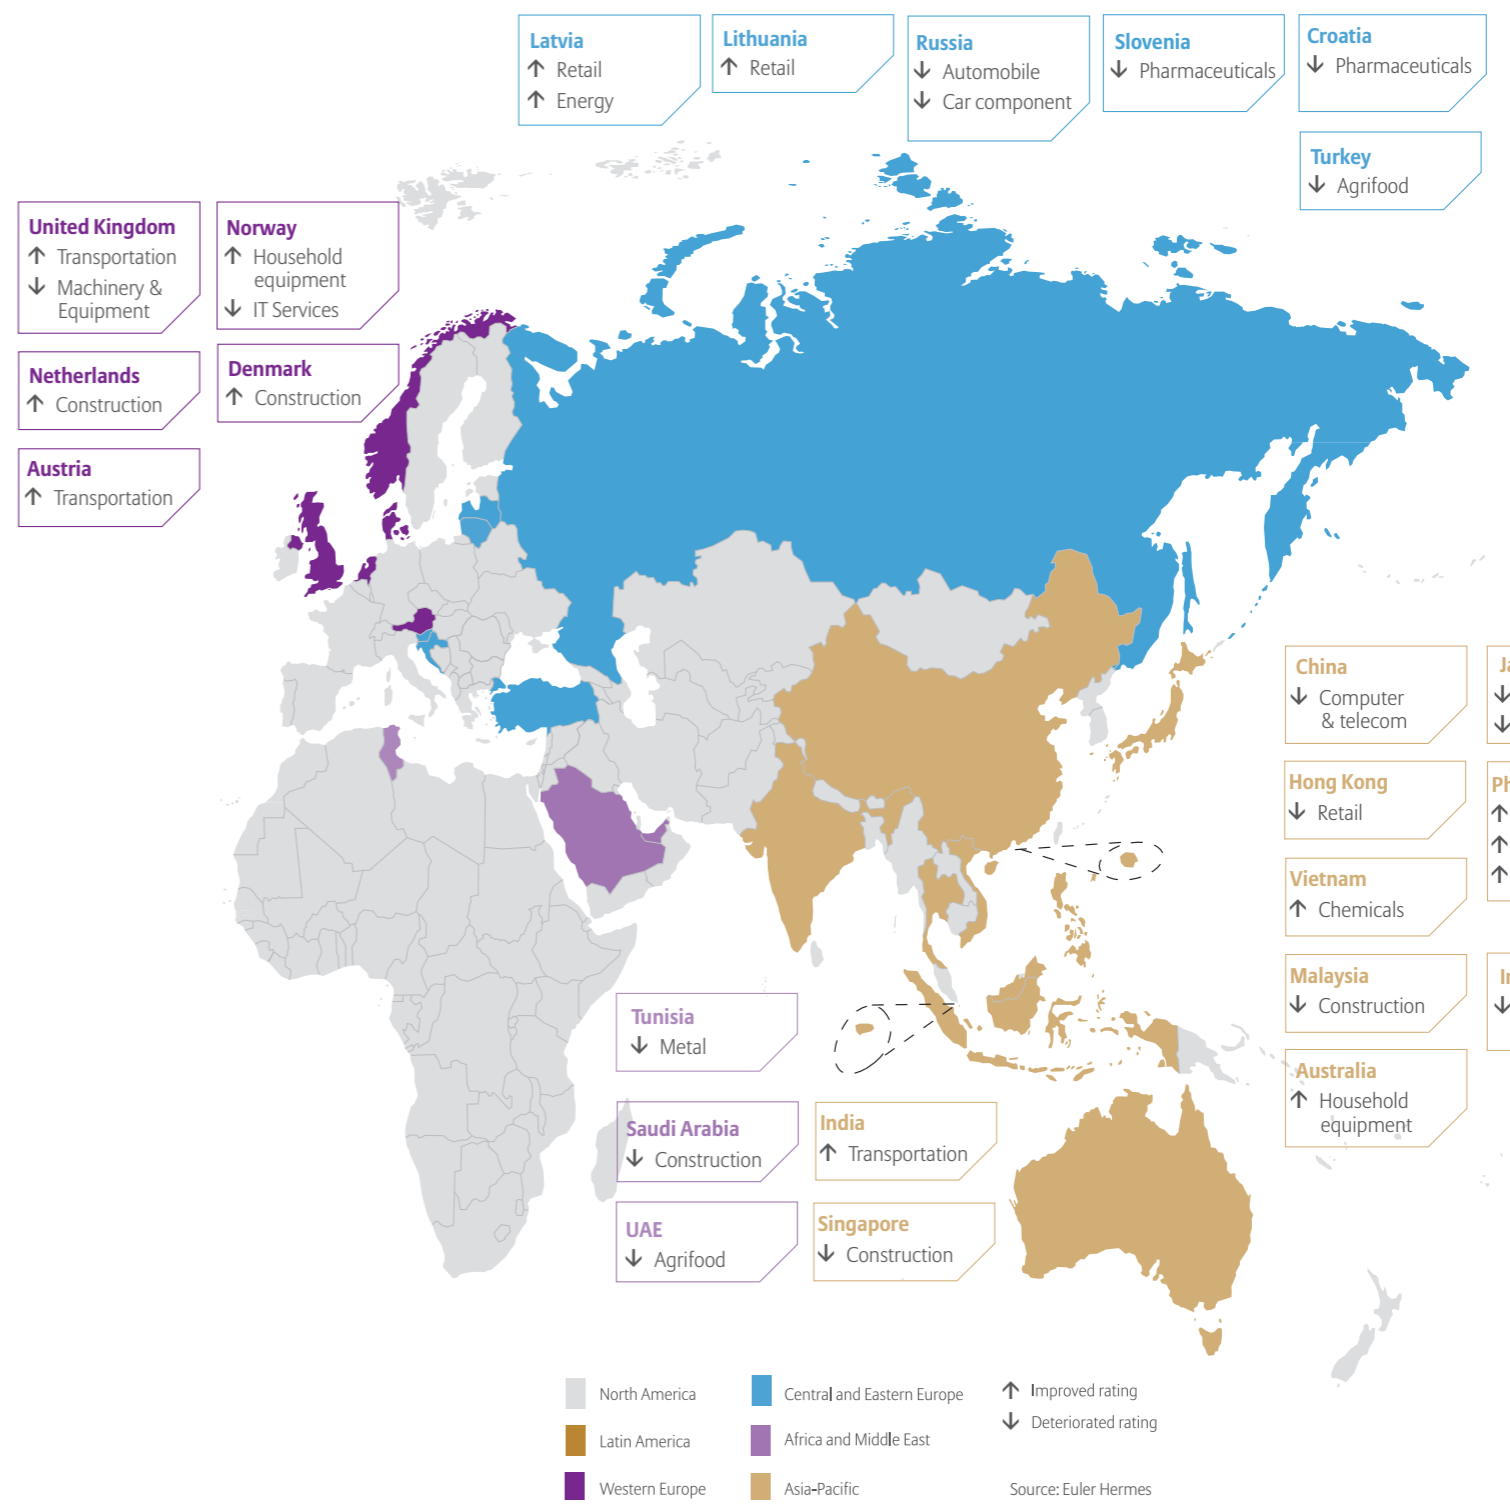 Latvia
↑ Retail
↑ Energy
Lithuania
↑ Retail
Russia
↓ Automobile
↓ Car component
Slovenia
↓ Pharmaceuticals
Croatia
↓ Pharmaceuticals
Turkey
↓ Agrifood
United Kingdom
↑ Transportation
↓ Machinery &
Equipment
Norway
↑ Household
equipment
↓ IT Services
Netherlands
↑ Construction
Denmark
↑ Construction
Austria
↑ Transportation
China
↓ Computer
& telecom
Hong Kong
↓ Retail
Vietnam
↑ Chemicals
Malaysia
↓ Construction
Australia
↑ Household
equipment
Tunisia
↓ Metal
Saudi Arabia
↓ Construction
UAE
↓ Agrifood
India
↑ Transportation
Singapore
↓ Construction
North America
Latin America
Western Europe
Central and Eastern Europe
Africa and Middle East
Asia-Pacific
↑ Improved rating
↓ Deteriorated rating
Source: Euler Hermes